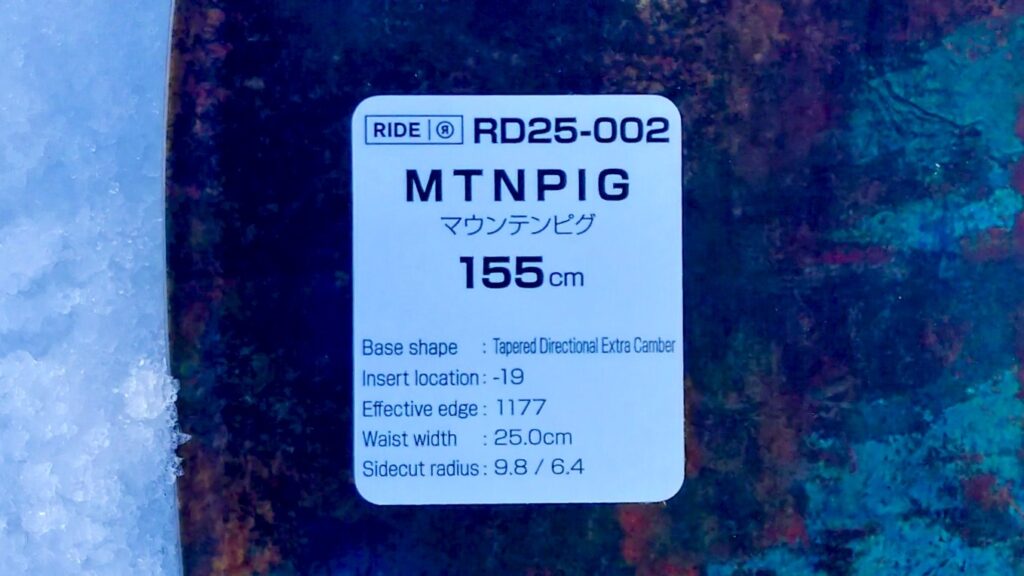 RIDE ® RD25-002
MTNPIG
マウンテンピグ
155cm
Base shape : Tapered Directional Extra Camber
Insert location : -19
Effective edge : 1177
Waist width : 25.0cm
Sidecut radius : 9.8 / 6.4